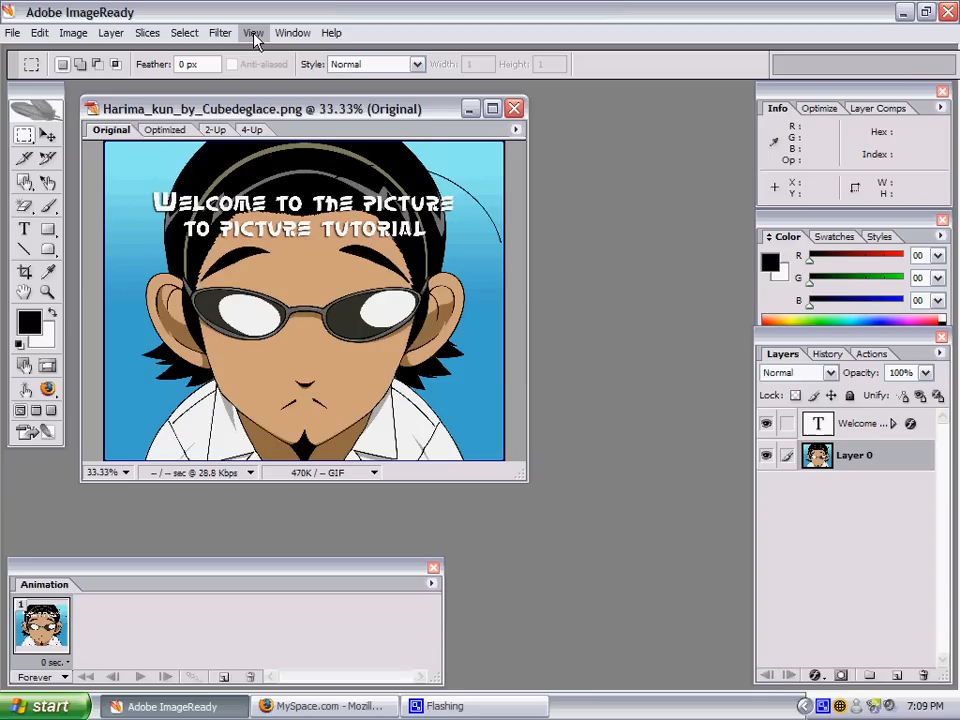 Adobe ImageReady
File Edit Image Layer Slices Select Filter View Window Help
Feather: 0 px Anti-aliased Style: Normal Width: 1 Height: 1
Harima_kun_by_Cubedeglace.png @ 33.33% (Original)
Original Optimized 2-Up 4-Up
Welcome to the picture
to picture tutorial
33.33% -- / -- sec @ 28.8 Kbps 470K / -- GIF
Info Optimize Layer Comps
R : Hex :
G :
B : Index :
Op :
X : W :
Y : H :
Color Swatches Styles
R 00
G 00
B 00
Layers History Actions
Normal Opacity: 100%
Lock: Unify:
T Welcome ...
Layer 0
Animation
1
0 sec.
Forever
start Adobe ImageReady MySpace.com - Mozil... Flashing 7:09 PM